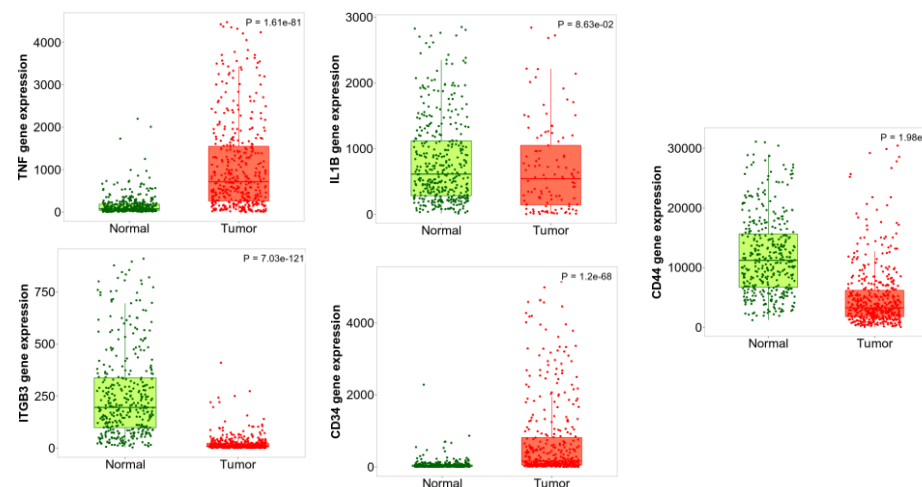 P = 1.61e-81
TNF gene expression
4000
3000
2000
1000
0
Normal Tumor
P = 8.63e-02
IL1B gene expression
3000
2000
1000
0
Normal Tumor
P = 1.98e
CD44 gene expression
30000
20000
10000
0
Normal Tumor
P = 7.03e-121
ITGB3 gene expression
750
500
250
0
Normal Tumor
P = 1.2e-68
CD34 gene expression
4000
2000
0
Normal Tumor